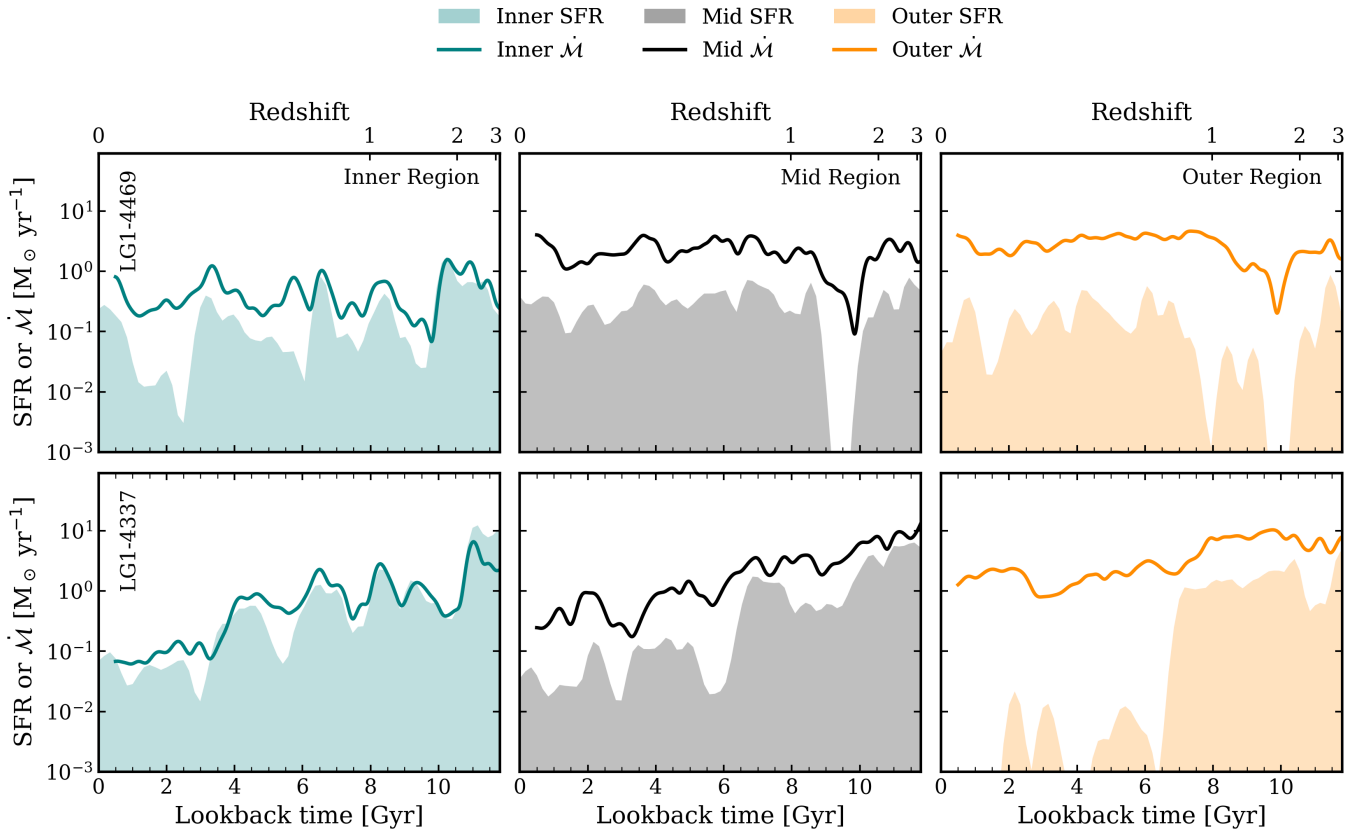 Inner SFR Mid SFR Outer SFR
Inner Ṁ Mid Ṁ Outer Ṁ
Redshift Redshift Redshift
0 1 2 3 0 1 2 3 0 1 2 3
LG1-4469
Inner Region Mid Region Outer Region
SFR or Ṁ [M⊙ yr⁻¹]
10¹
10⁰
10⁻¹
10⁻²
10⁻³
LG1-4337
SFR or Ṁ [M⊙ yr⁻¹]
10¹
10⁰
10⁻¹
10⁻²
10⁻³
0 2 4 6 8 10 0 2 4 6 8 10 0 2 4 6 8 10
Lookback time [Gyr] Lookback time [Gyr] Lookback time [Gyr]